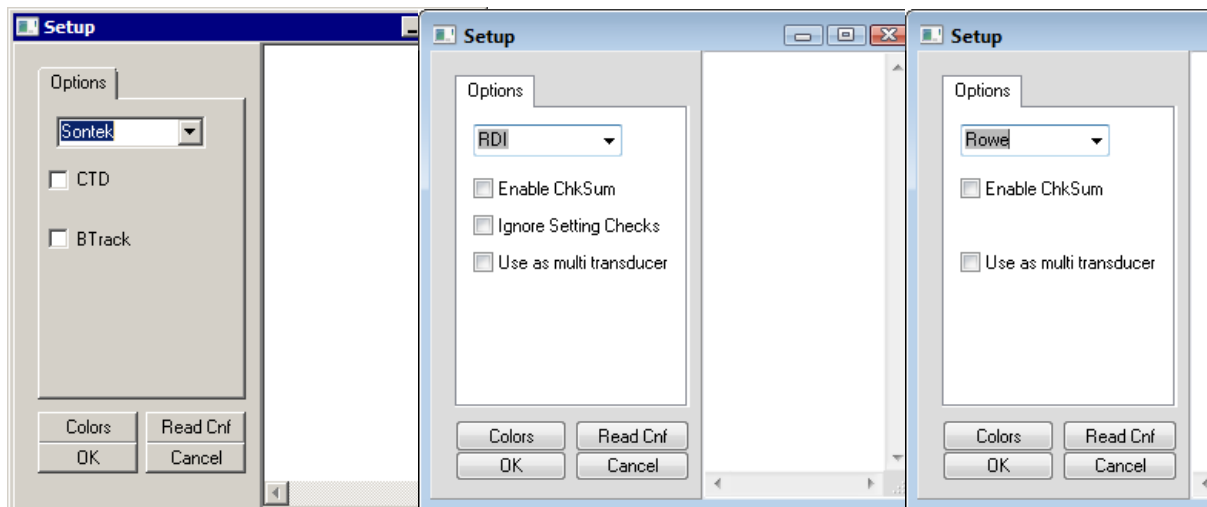 Setup
Options
Sontek
CTD
BTrack
Colors
Read Cnf
OK
Cancel
Setup
Options
RDI
Enable ChkSum
Ignore Setting Checks
Use as multi transducer
Colors
Read Cnf
OK
Cancel
Setup
Options
Rowe
Enable ChkSum
Use as multi transducer
Colors
Read Cnf
OK
Cancel